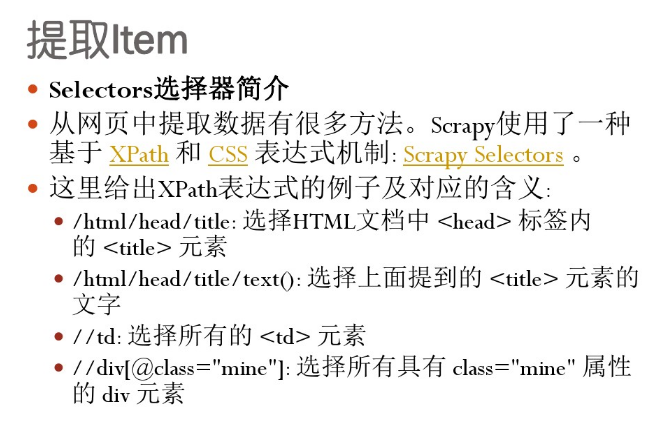 提取Item
• Selectors选择器简介
• 从网页中提取数据有很多方法。Scrapy使用了一种
基于 XPath 和 CSS 表达式机制: Scrapy Selectors 。
• 这里给出XPath表达式的例子及对应的含义:
• /html/head/title: 选择HTML文档中 <head> 标签内
的 <title> 元素
• /html/head/title/text(): 选择上面提到的 <title> 元素的
文字
• //td: 选择所有的 <td> 元素
• //div[@class="mine"]: 选择所有具有 class="mine" 属性
的 div 元素